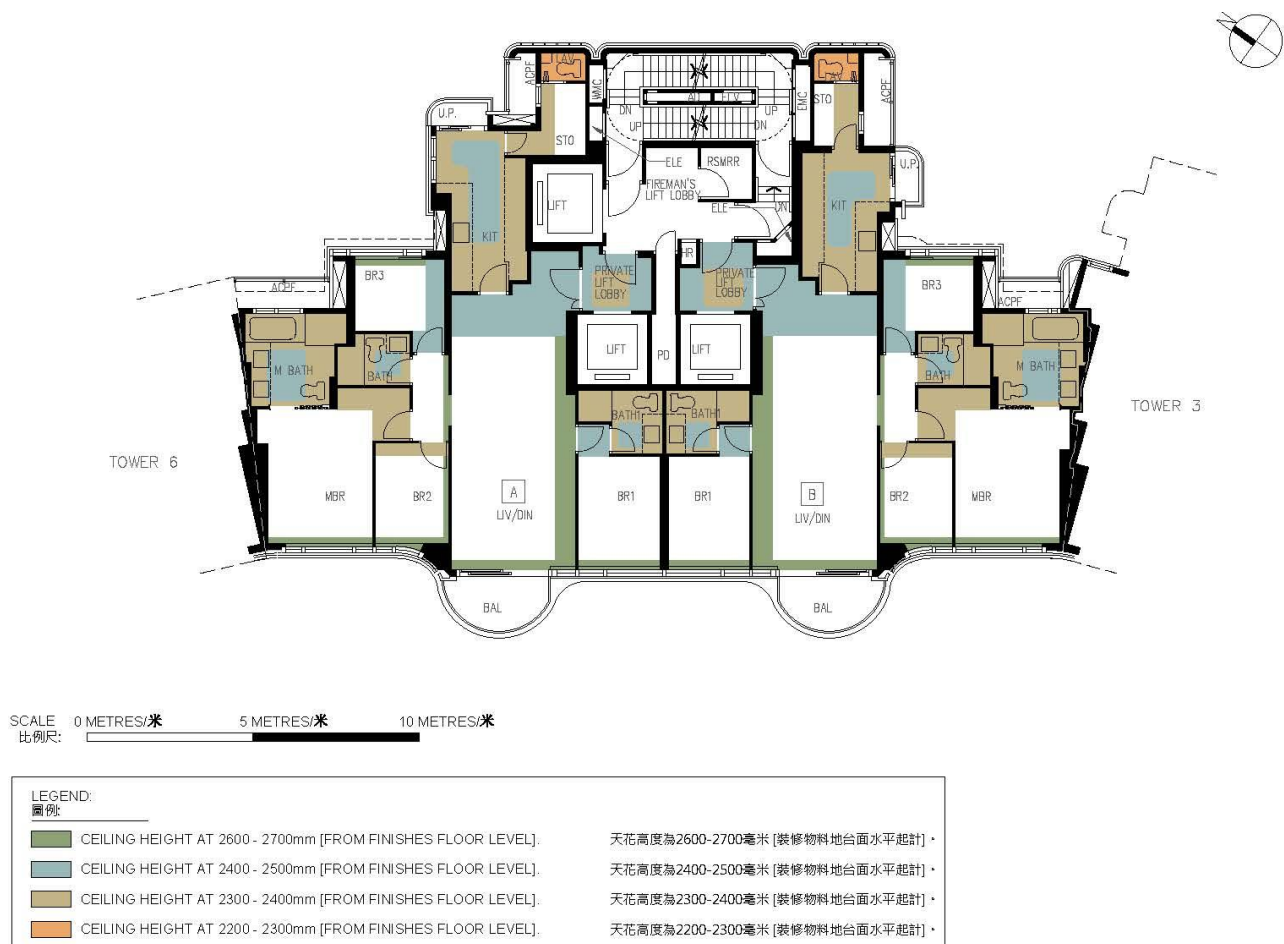 N
LAV
LAV
ACPF
WMC
EMC
ACPF
U.P.
STO
DN
UP
AD
ELV
UP
DN
STO
ELE
RSMRR
FIREMAN'S
LIFT LOBBY
ELE
DN
U.P.
LIFT
KIT
KIT
HR
BR3
PRIVATE
LIFT
LOBBY
PRIVATE
LIFT
LOBBY
BR3
ACPF
ACPF
LIFT
PD
LIFT
M BATH
BATH
BATH
M BATH
BATH1
BATH1
TOWER 3
TOWER 6
MBR
BR2
A
LIV/DIN
BR1
BR1
B
LIV/DIN
BR2
MBR
BAL
BAL
SCALE 0 METRES/米 5 METRES/米 10 METRES/米
比例尺:
LEGEND:
圖例:
CEILING HEIGHT AT 2600 - 2700mm [FROM FINISHES FLOOR LEVEL]. 天花高度為2600-2700毫米 [裝修物料地台面水平起計]。
CEILING HEIGHT AT 2400 - 2500mm [FROM FINISHES FLOOR LEVEL]. 天花高度為2400-2500毫米 [裝修物料地台面水平起計]。
CEILING HEIGHT AT 2300 - 2400mm [FROM FINISHES FLOOR LEVEL]. 天花高度為2300-2400毫米 [裝修物料地台面水平起計]。
CEILING HEIGHT AT 2200 - 2300mm [FROM FINISHES FLOOR LEVEL]. 天花高度為2200-2300毫米 [裝修物料地台面水平起計]。